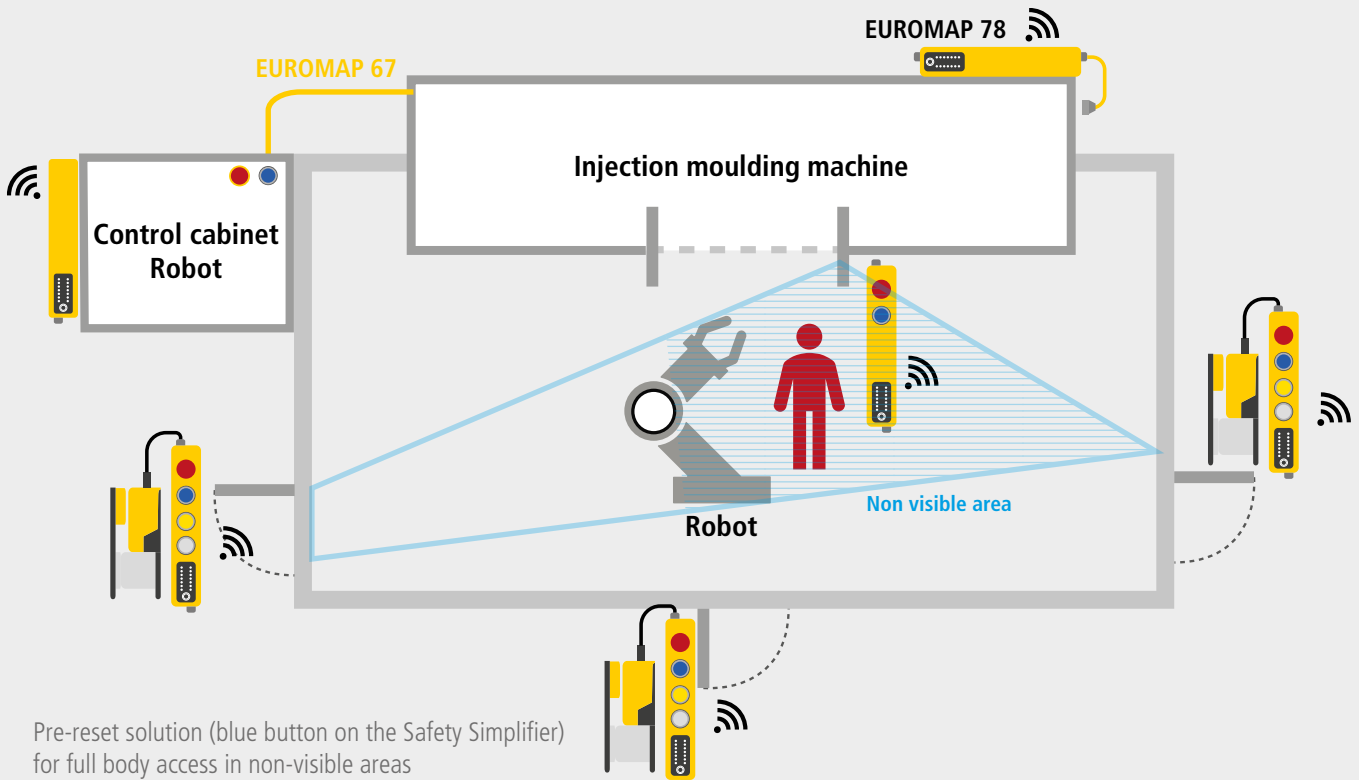 EUROMAP 78
EUROMAP 67
Injection moulding machine
Control cabinet
Robot
Non visible area
Robot
Pre-reset solution (blue button on the Safety Simplifier)
for full body access in non-visible areas